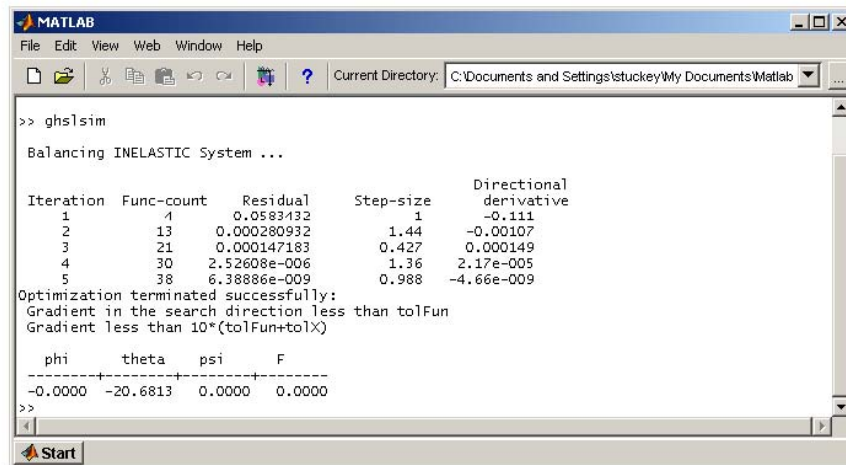 MATLAB
File Edit View Web Window Help
? Current Directory: C:\Documents and Settings\stuckey\My Documents\Matlab ...
>> ghslsim
Balancing INELASTIC System ...
Directional
Iteration Func-count Residual Step-size derivative
1 4 0.0583432 1 -0.111
2 13 0.000280932 1.44 -0.00107
3 21 0.000147183 0.427 0.000149
4 30 2.52608e-006 1.36 2.17e-005
5 38 6.38886e-009 0.988 -4.66e-009
Optimization terminated successfully:
Gradient in the search direction less than tolFun
Gradient less than 10*(tolFun+tolX)
phi theta psi F
--------+--------+--------+--------
-0.0000 -20.6813 0.0000 0.0000
>>
Start